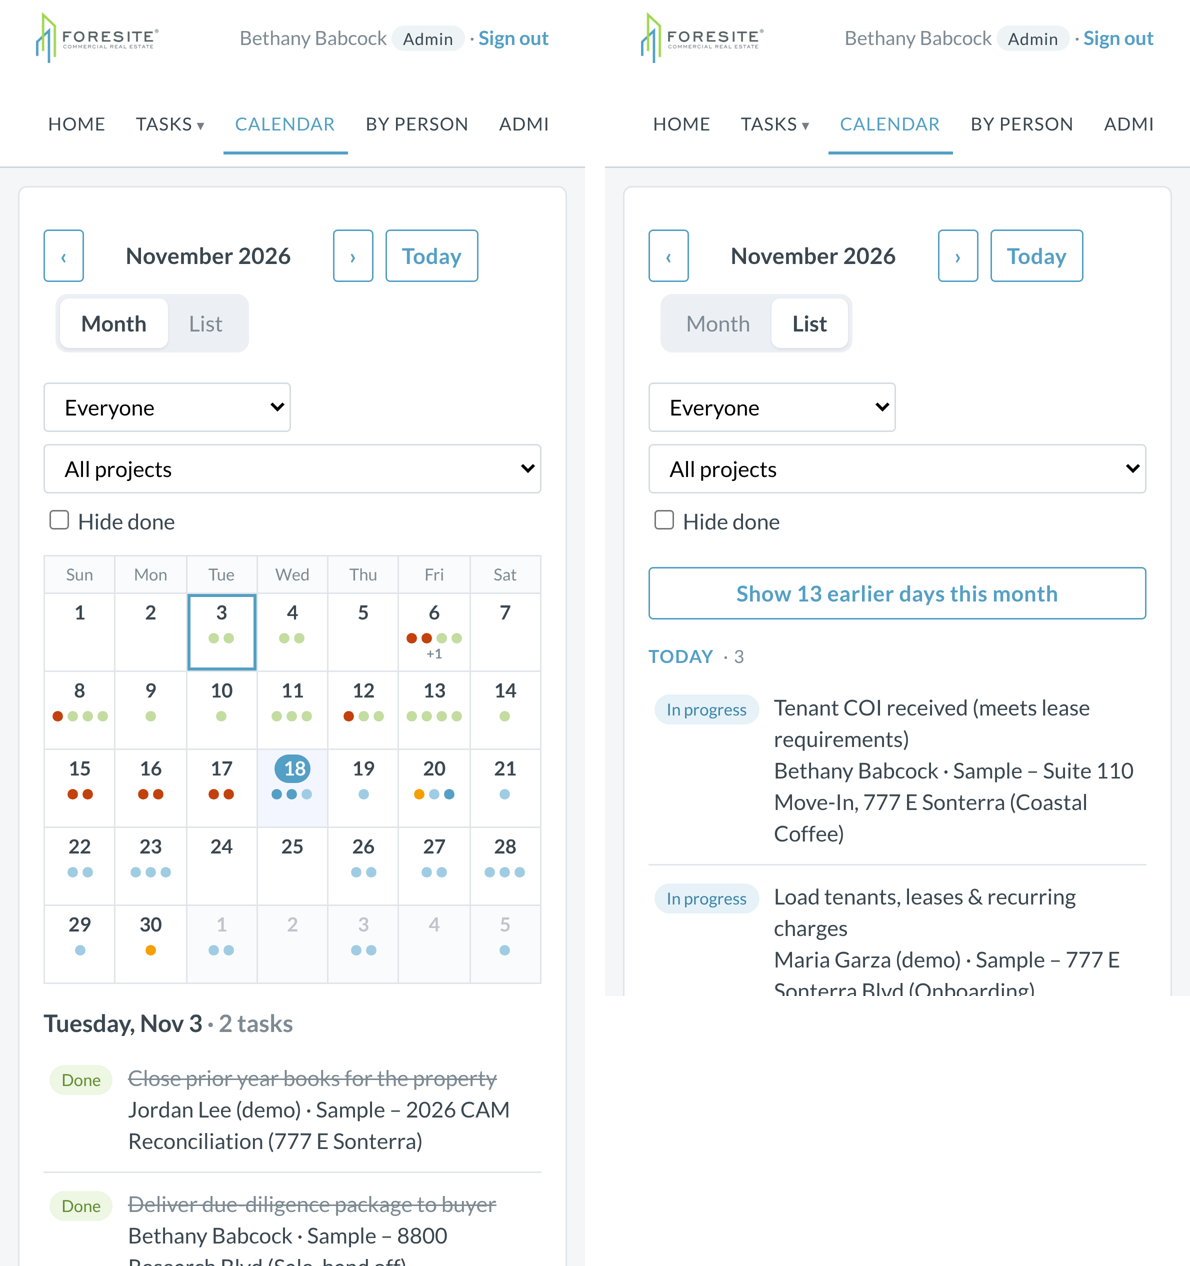 FORESITE®
COMMERCIAL REAL ESTATE
Bethany Babcock Admin · Sign out
HOME TASKS ▾ CALENDAR BY PERSON ADMI
‹ November 2026 › Today
Month List
Everyone
All projects
Hide done
Sun Mon Tue Wed Thu Fri Sat
1 2 3 4 5 6 7
+1
8 9 10 11 12 13 14
15 16 17 18 19 20 21
22 23 24 25 26 27 28
29 30 1 2 3 4 5
Tuesday, Nov 3 · 2 tasks
Done Close prior year books for the property
Jordan Lee (demo) · Sample – 2026 CAM
Reconciliation (777 E Sonterra)
Done Deliver due-diligence package to buyer
Bethany Babcock · Sample – 8800
Research Blvd (Sale, hand off)
FORESITE®
COMMERCIAL REAL ESTATE
Bethany Babcock Admin · Sign out
HOME TASKS ▾ CALENDAR BY PERSON ADMI
‹ November 2026 › Today
Month List
Everyone
All projects
Hide done
Show 13 earlier days this month
TODAY · 3
In progress Tenant COI received (meets lease
requirements)
Bethany Babcock · Sample – Suite 110
Move-In, 777 E Sonterra (Coastal
Coffee)
In progress Load tenants, leases & recurring
charges
Maria Garza (demo) · Sample – 777 E
Sonterra Blvd (Onboarding)